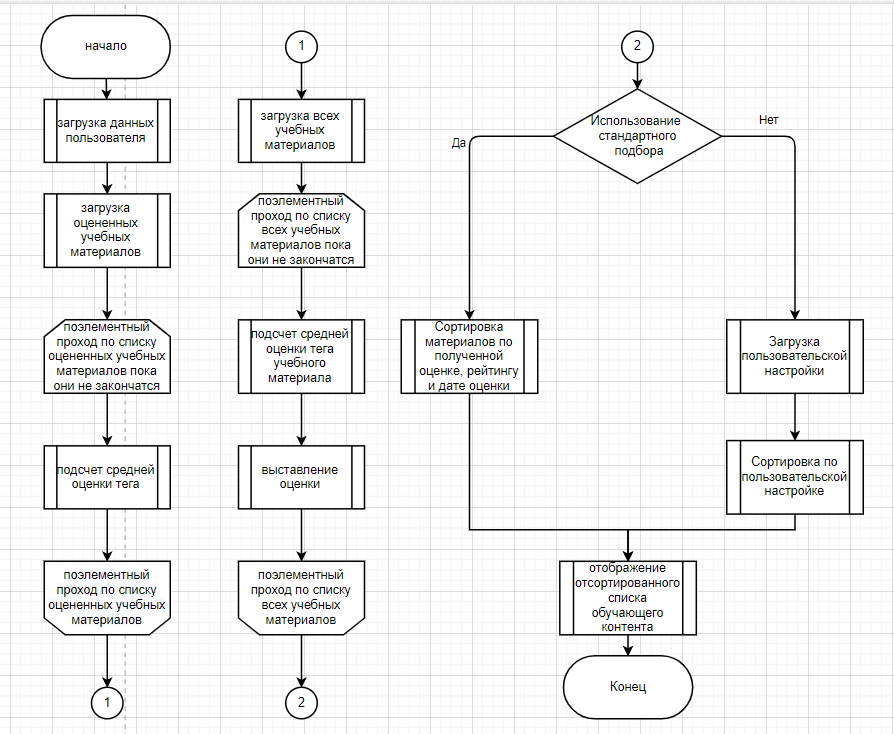 начало
загрузка данных
пользователя
загрузка
оцененных
учебных
материалов
поэлементный
проход по списку
оцененных учебных
материалов пока
они не закончатся
подсчет средней
оценки тега
поэлементный
проход по списку
оцененных учебных
материалов
1
1
загрузка всех
учебных
материалов
поэлементный
проход по списку
всех учебных
материалов пока
они не закончатся
подсчет средней
оценки тега
учебного
материала
выставление
оценки
поэлементный
проход по списку
всех учебных
материалов
2
2
Использование
стандартного
подбора
Да
Нет
Сортировка
материалов по
полученной
оценке, рейтингу
и дате оценки
Загрузка
пользовательской
настройки
Сортировка по
пользовательской
настройке
отображение
отсортированного
списка
обучающего
контента
Конец